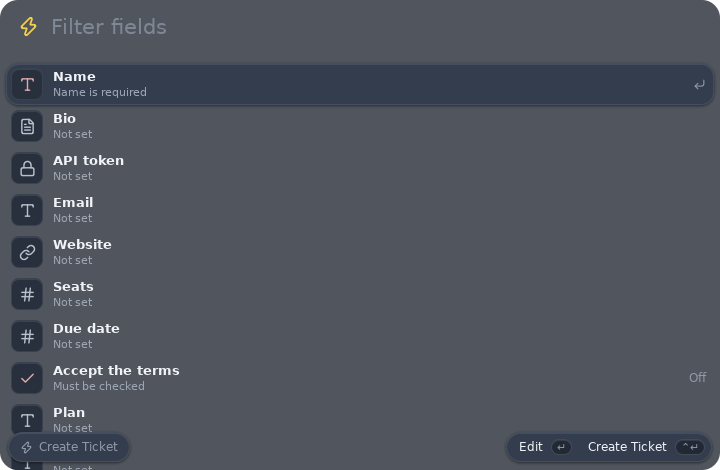 Filter fields
Name
Name is required
Bio
Not set
API token
Not set
Email
Not set
Website
Not set
Seats
Not set
Due date
Not set
Accept the terms
Must be checked
Off
Plan
Not set
Not set
Create Ticket
Edit ↵ Create Ticket ^↵